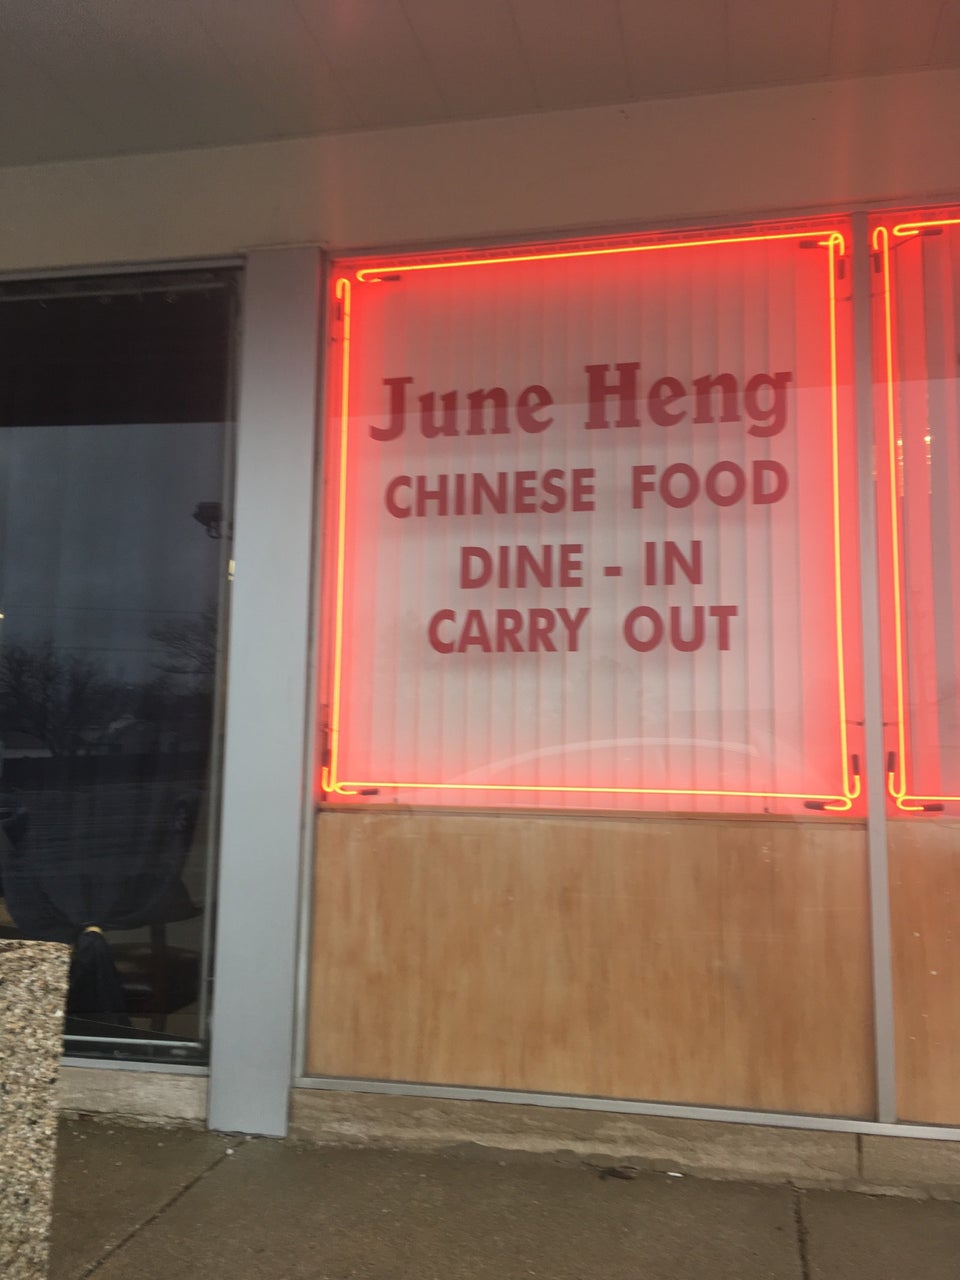 June Heng
CHINESE FOOD
DINE - IN
CARRY OUT